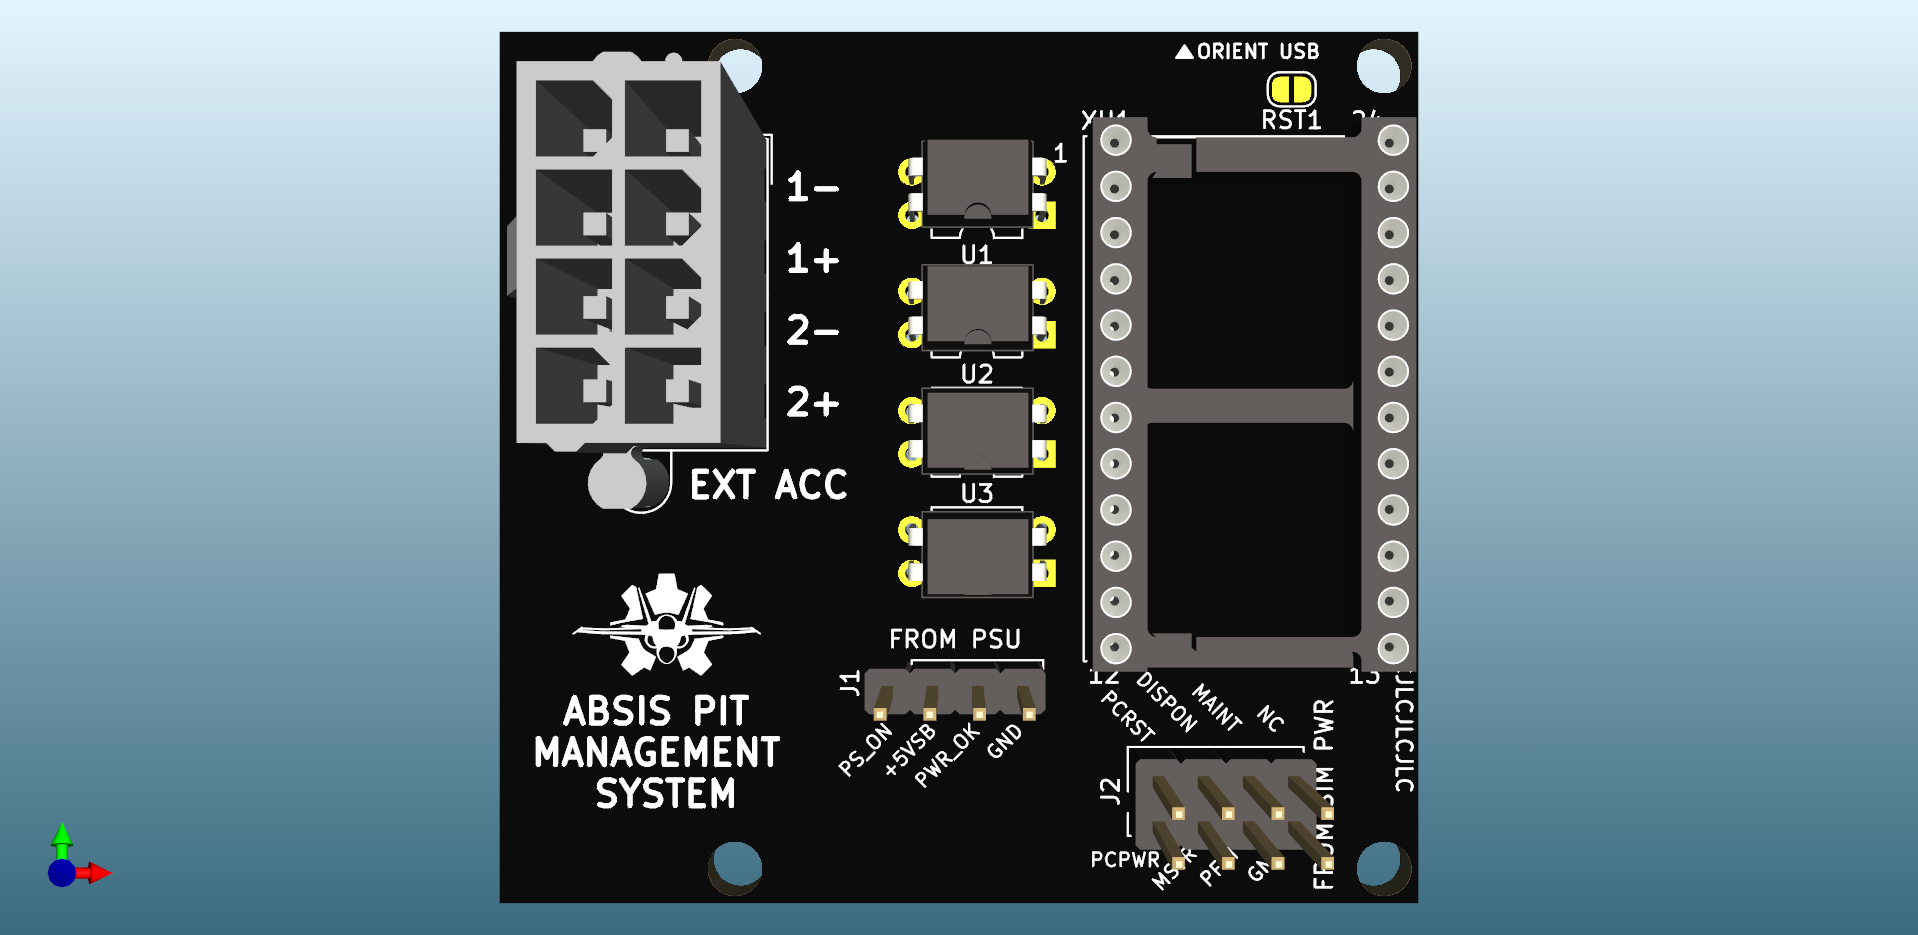 ORIENT USB
RST1
1
1-
1+
2-
2+
U1
U2
U3
EXT ACC
FROM PSU
J1
PS_ON
+5VSB
PWR_OK
GND
ABSIS PIT
MANAGEMENT
SYSTEM
12
13
PCRST
DISPON
MAINT
NC
J2
PCPWR
PWR
JLCJLCJLC